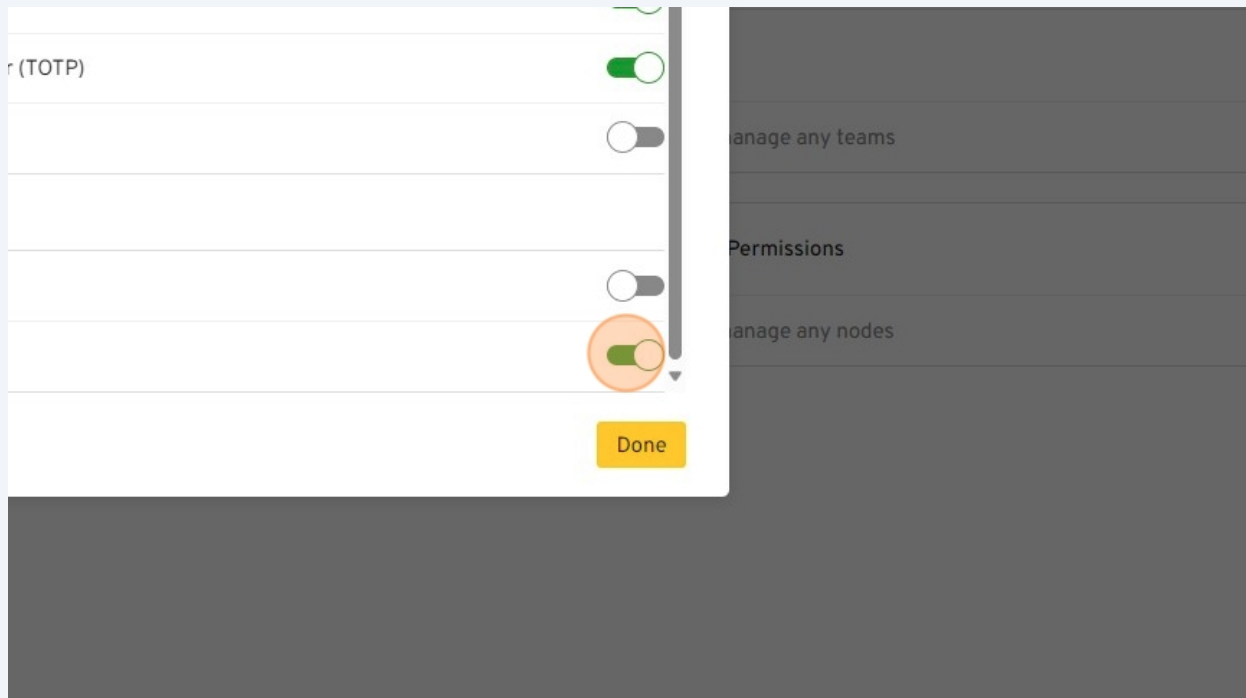 r (TOTP)
anage any teams
Permissions
anage any nodes
Done